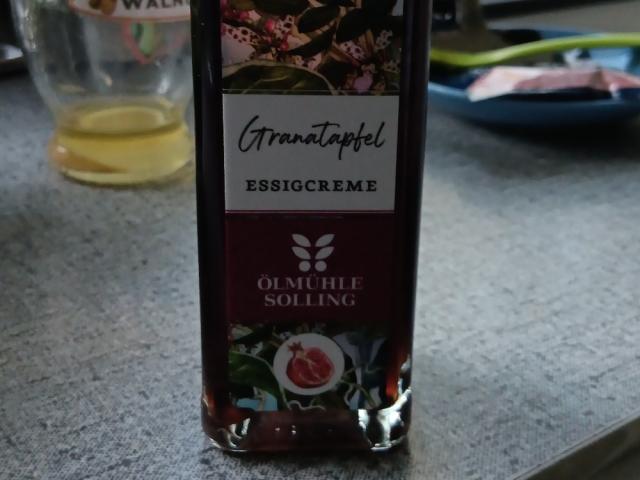 Granatapfel
ESSIGCREME
ÖLMÜHLE
SOLLING